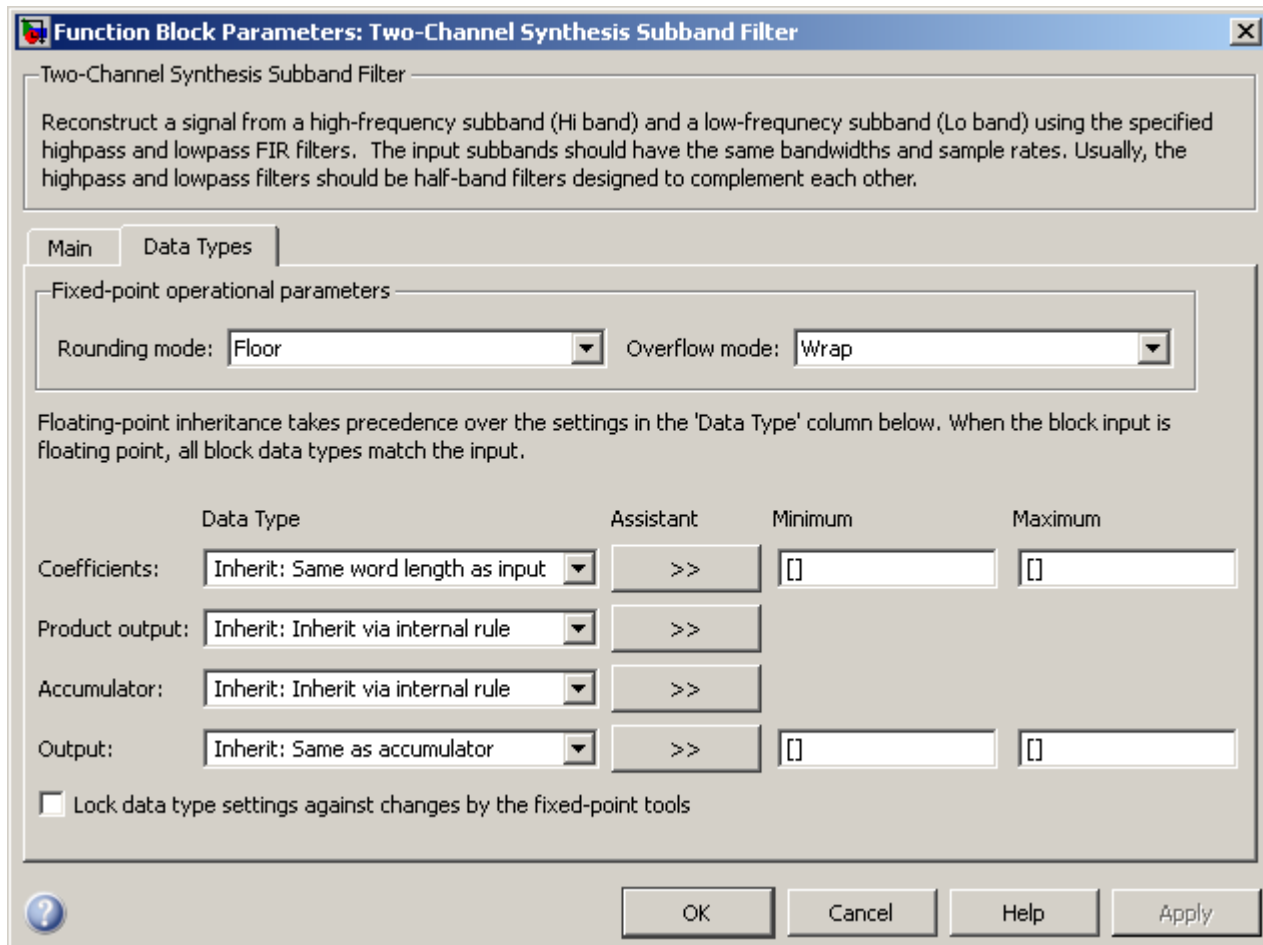 Function Block Parameters: Two-Channel Synthesis Subband Filter
Two-Channel Synthesis Subband Filter
Reconstruct a signal from a high-frequency subband (Hi band) and a low-frequnecy subband (Lo band) using the specified
highpass and lowpass FIR filters.  The input subbands should have the same bandwidths and sample rates. Usually, the
highpass and lowpass filters should be half-band filters designed to complement each other.
Main Data Types
Fixed-point operational parameters
Rounding mode: Floor Overflow mode: Wrap
Floating-point inheritance takes precedence over the settings in the 'Data Type' column below. When the block input is
floating point, all block data types match the input.
Data Type Assistant Minimum Maximum
Coefficients: Inherit: Same word length as input >> [] []
Product output: Inherit: Inherit via internal rule >>
Accumulator: Inherit: Inherit via internal rule >>
Output: Inherit: Same as accumulator >> [] []
Lock data type settings against changes by the fixed-point tools
? OK Cancel Help Apply